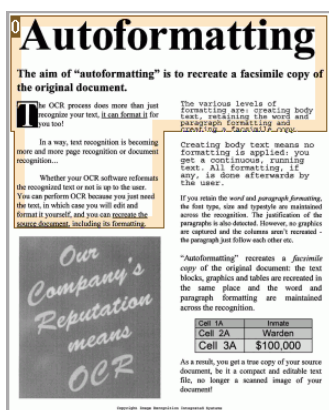 0
Autoformatting
The aim of “autoformatting” is to recreate a facsimile copy of
the original document.
The OCR process does more than just
recognize your text, it can format it for
you too!
In a way, text recognition is becoming
more and more page recognition or document
recognition...
Whether your OCR software reformats
the recognized text or not is up to the user.
You can perform OCR because you just need
the text, in which case you will edit and
format it yourself, and you can recreate the
source document, including its formatting.
Our
Company's
Reputation
means
OCR
The various levels of
formatting are: creating body
text, retaining the word and
paragraph formatting and
creating a facsimile copy.
Creating body text means no
formatting is applied: you
get a continuous, running
text. All formatting, if
any, is done afterwards by
the user.
If you retain the word and paragraph formatting,
the font type, size and typestyle are maintained
across the recognition. The justification of the
paragraphs is also detected. However, no graphics
are captured and the columns aren't recreated -
the paragraph just follow each other etc.
“Autoformatting” recreates a facsimile
copy of the original document: the text
blocks, graphics and tables are recreated in
the same place and the word and
paragraph formatting are maintained
across the recognition.
Cell 1A Inmate
Cell 2A Warden
Cell 3A $100,000
As a result, you get a true copy of your source
document, be it a compact and editable text
file, no longer a scanned image of your
document!
Copyright Image Recognition Integrated Systems